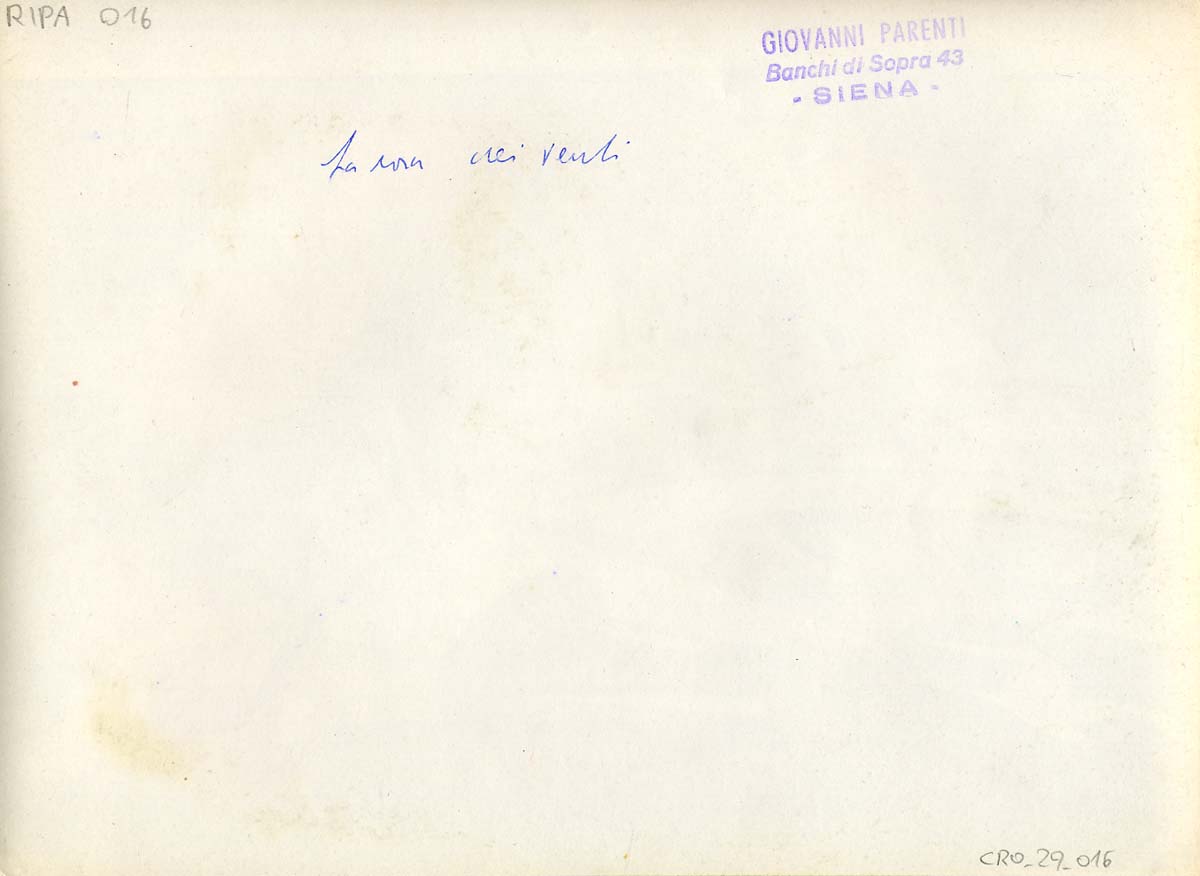 RIPA 016
GIOVANNI PARENTI
Banchi di Sopra 43
- SIENA -
La rosa dei venti
CRO_29_016